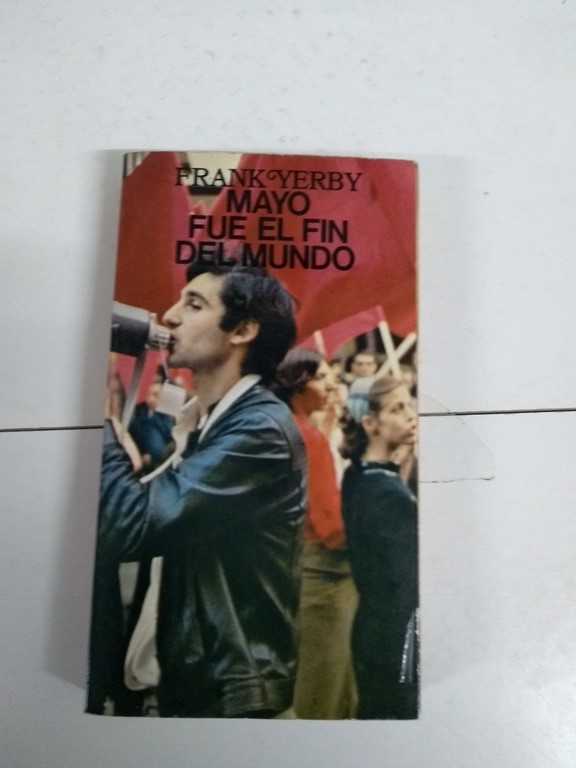 FRANK YERBY
MAYO
FUE EL FIN
DEL MUNDO